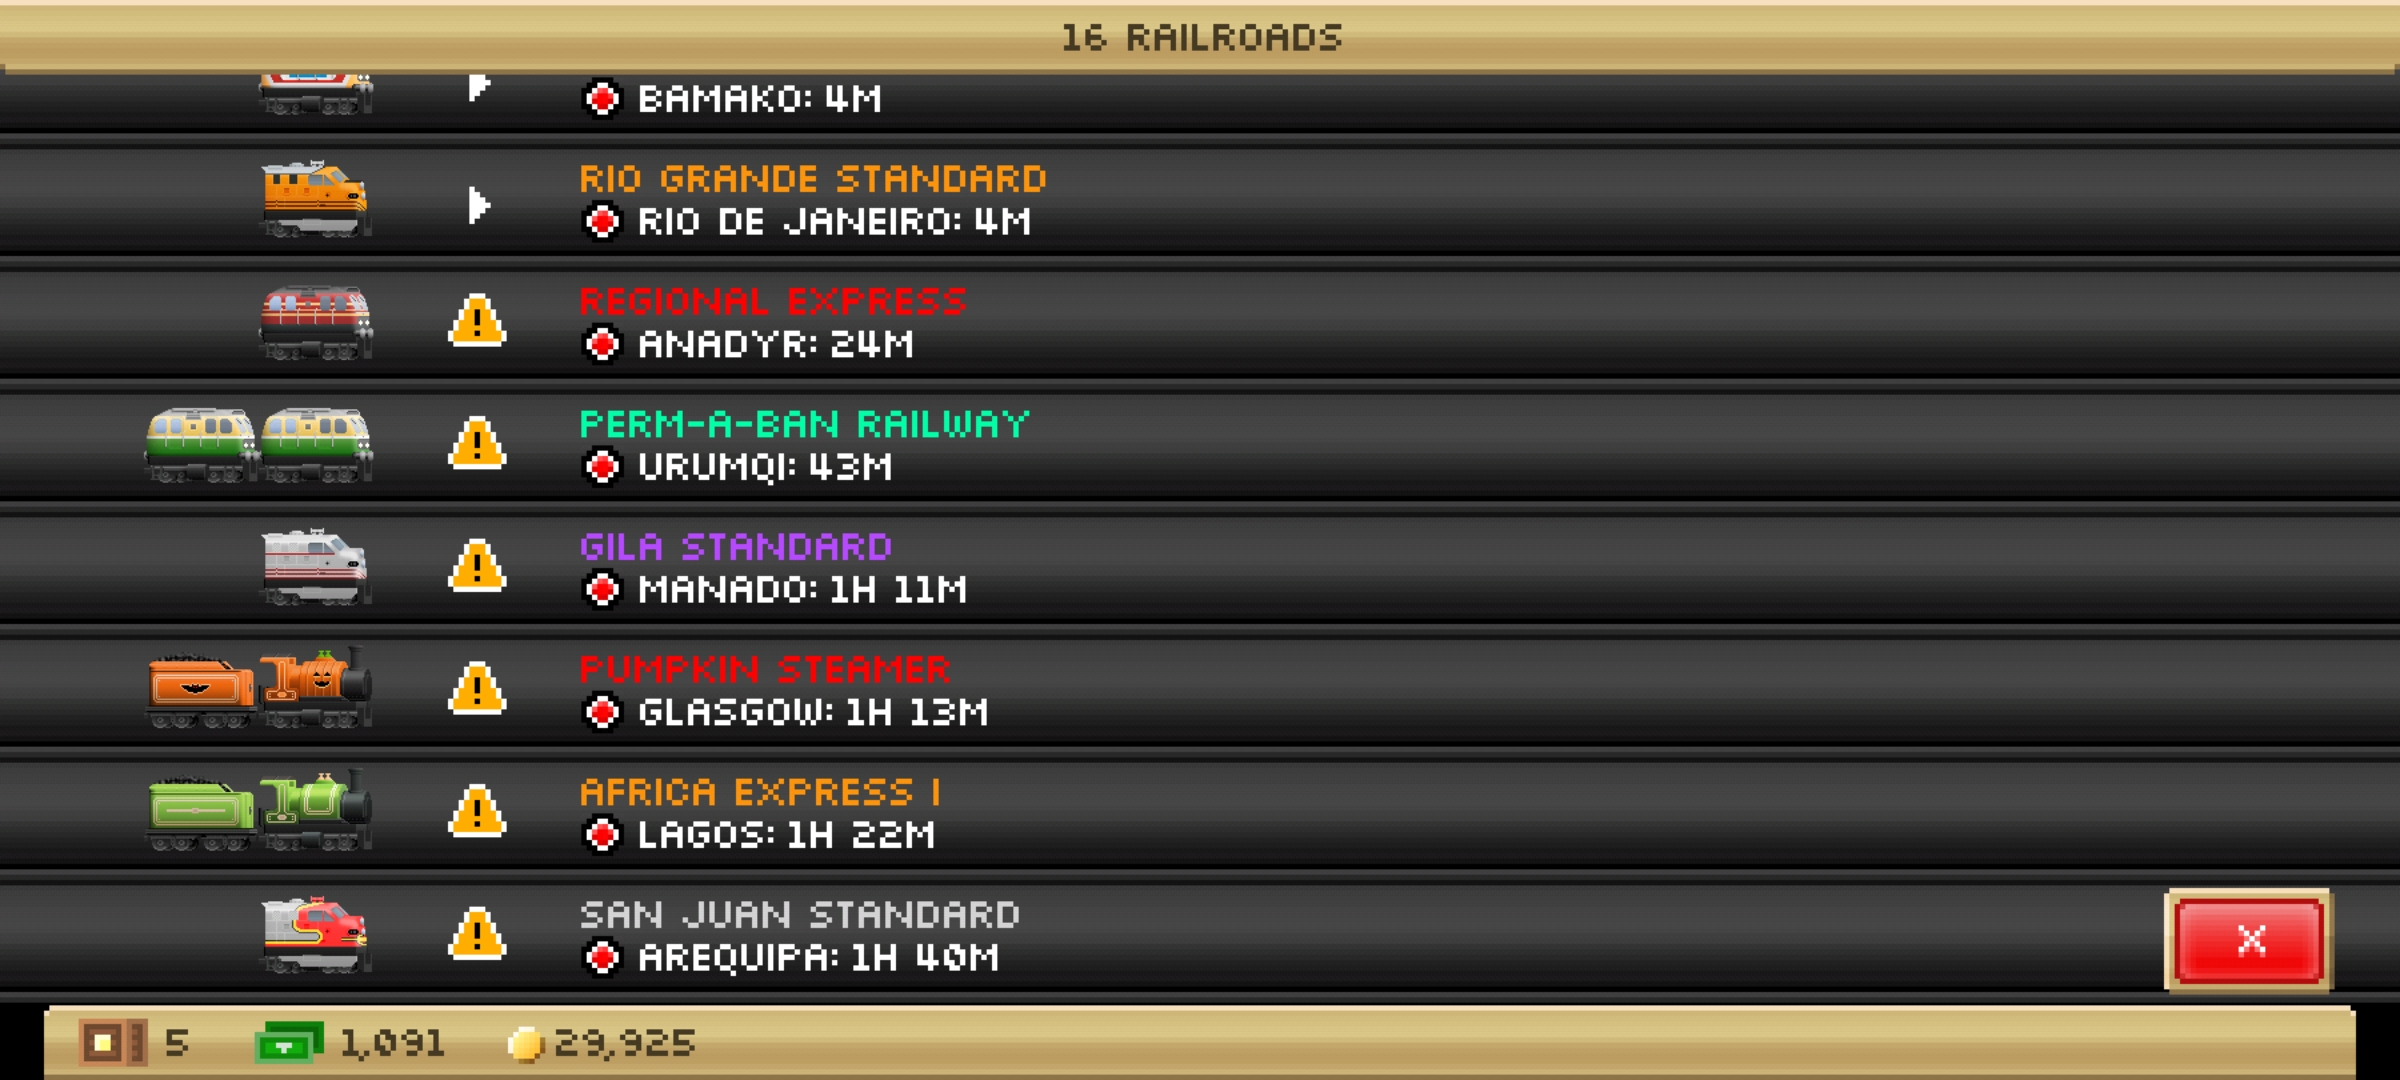 16 RAILROADS
BAMAKO: 4M
RIO GRANDE STANDARD
RIO DE JANEIRO: 4M
REGIONAL EXPRESS
ANADYR: 24M
PERM-A-BAN RAILWAY
URUMQI: 43M
GILA STANDARD
MANADO: 1H 11M
PUMPKIN STEAMER
GLASGOW: 1H 13M
AFRICA EXPRESS I
LAGOS: 1H 22M
SAN JUAN STANDARD
AREQUIPA: 1H 40M
X
5 1,091 29,925